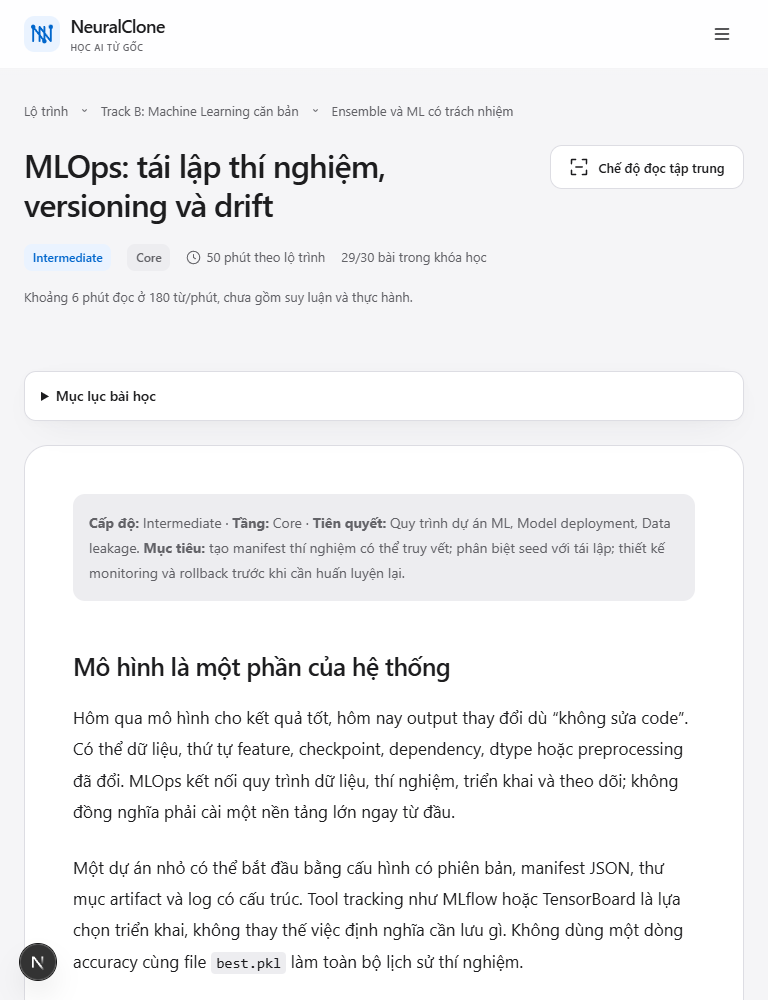 NeuralClone
HỌC AI TỪ GỐC
Lộ trình
Track B: Machine Learning căn bản
Ensemble và ML có trách nhiệm
MLOps: tái lập thí nghiệm,
versioning và drift
Chế độ đọc tập trung
Intermediate
Core
50 phút theo lộ trình
29/30 bài trong khóa học
Khoảng 6 phút đọc ở 180 từ/phút, chưa gồm suy luận và thực hành.
Mục lục bài học
Cấp độ: Intermediate · Tầng: Core · Tiên quyết: Quy trình dự án ML, Model deployment, Data
leakage. Mục tiêu: tạo manifest thí nghiệm có thể truy vết; phân biệt seed với tái lập; thiết kế
monitoring và rollback trước khi cần huấn luyện lại.
Mô hình là một phần của hệ thống
Hôm qua mô hình cho kết quả tốt, hôm nay output thay đổi dù “không sửa code”.
Có thể dữ liệu, thứ tự feature, checkpoint, dependency, dtype hoặc preprocessing
đã đổi. MLOps kết nối quy trình dữ liệu, thí nghiệm, triển khai và theo dõi; không
đồng nghĩa phải cài một nền tảng lớn ngay từ đầu.
Một dự án nhỏ có thể bắt đầu bằng cấu hình có phiên bản, manifest JSON, thư
mục artifact và log có cấu trúc. Tool tracking như MLflow hoặc TensorBoard là lựa
chọn triển khai, không thay thế việc định nghĩa cần lưu gì. Không dùng một dòng
accuracy cùng file best.pkl làm toàn bộ lịch sử thí nghiệm.
N